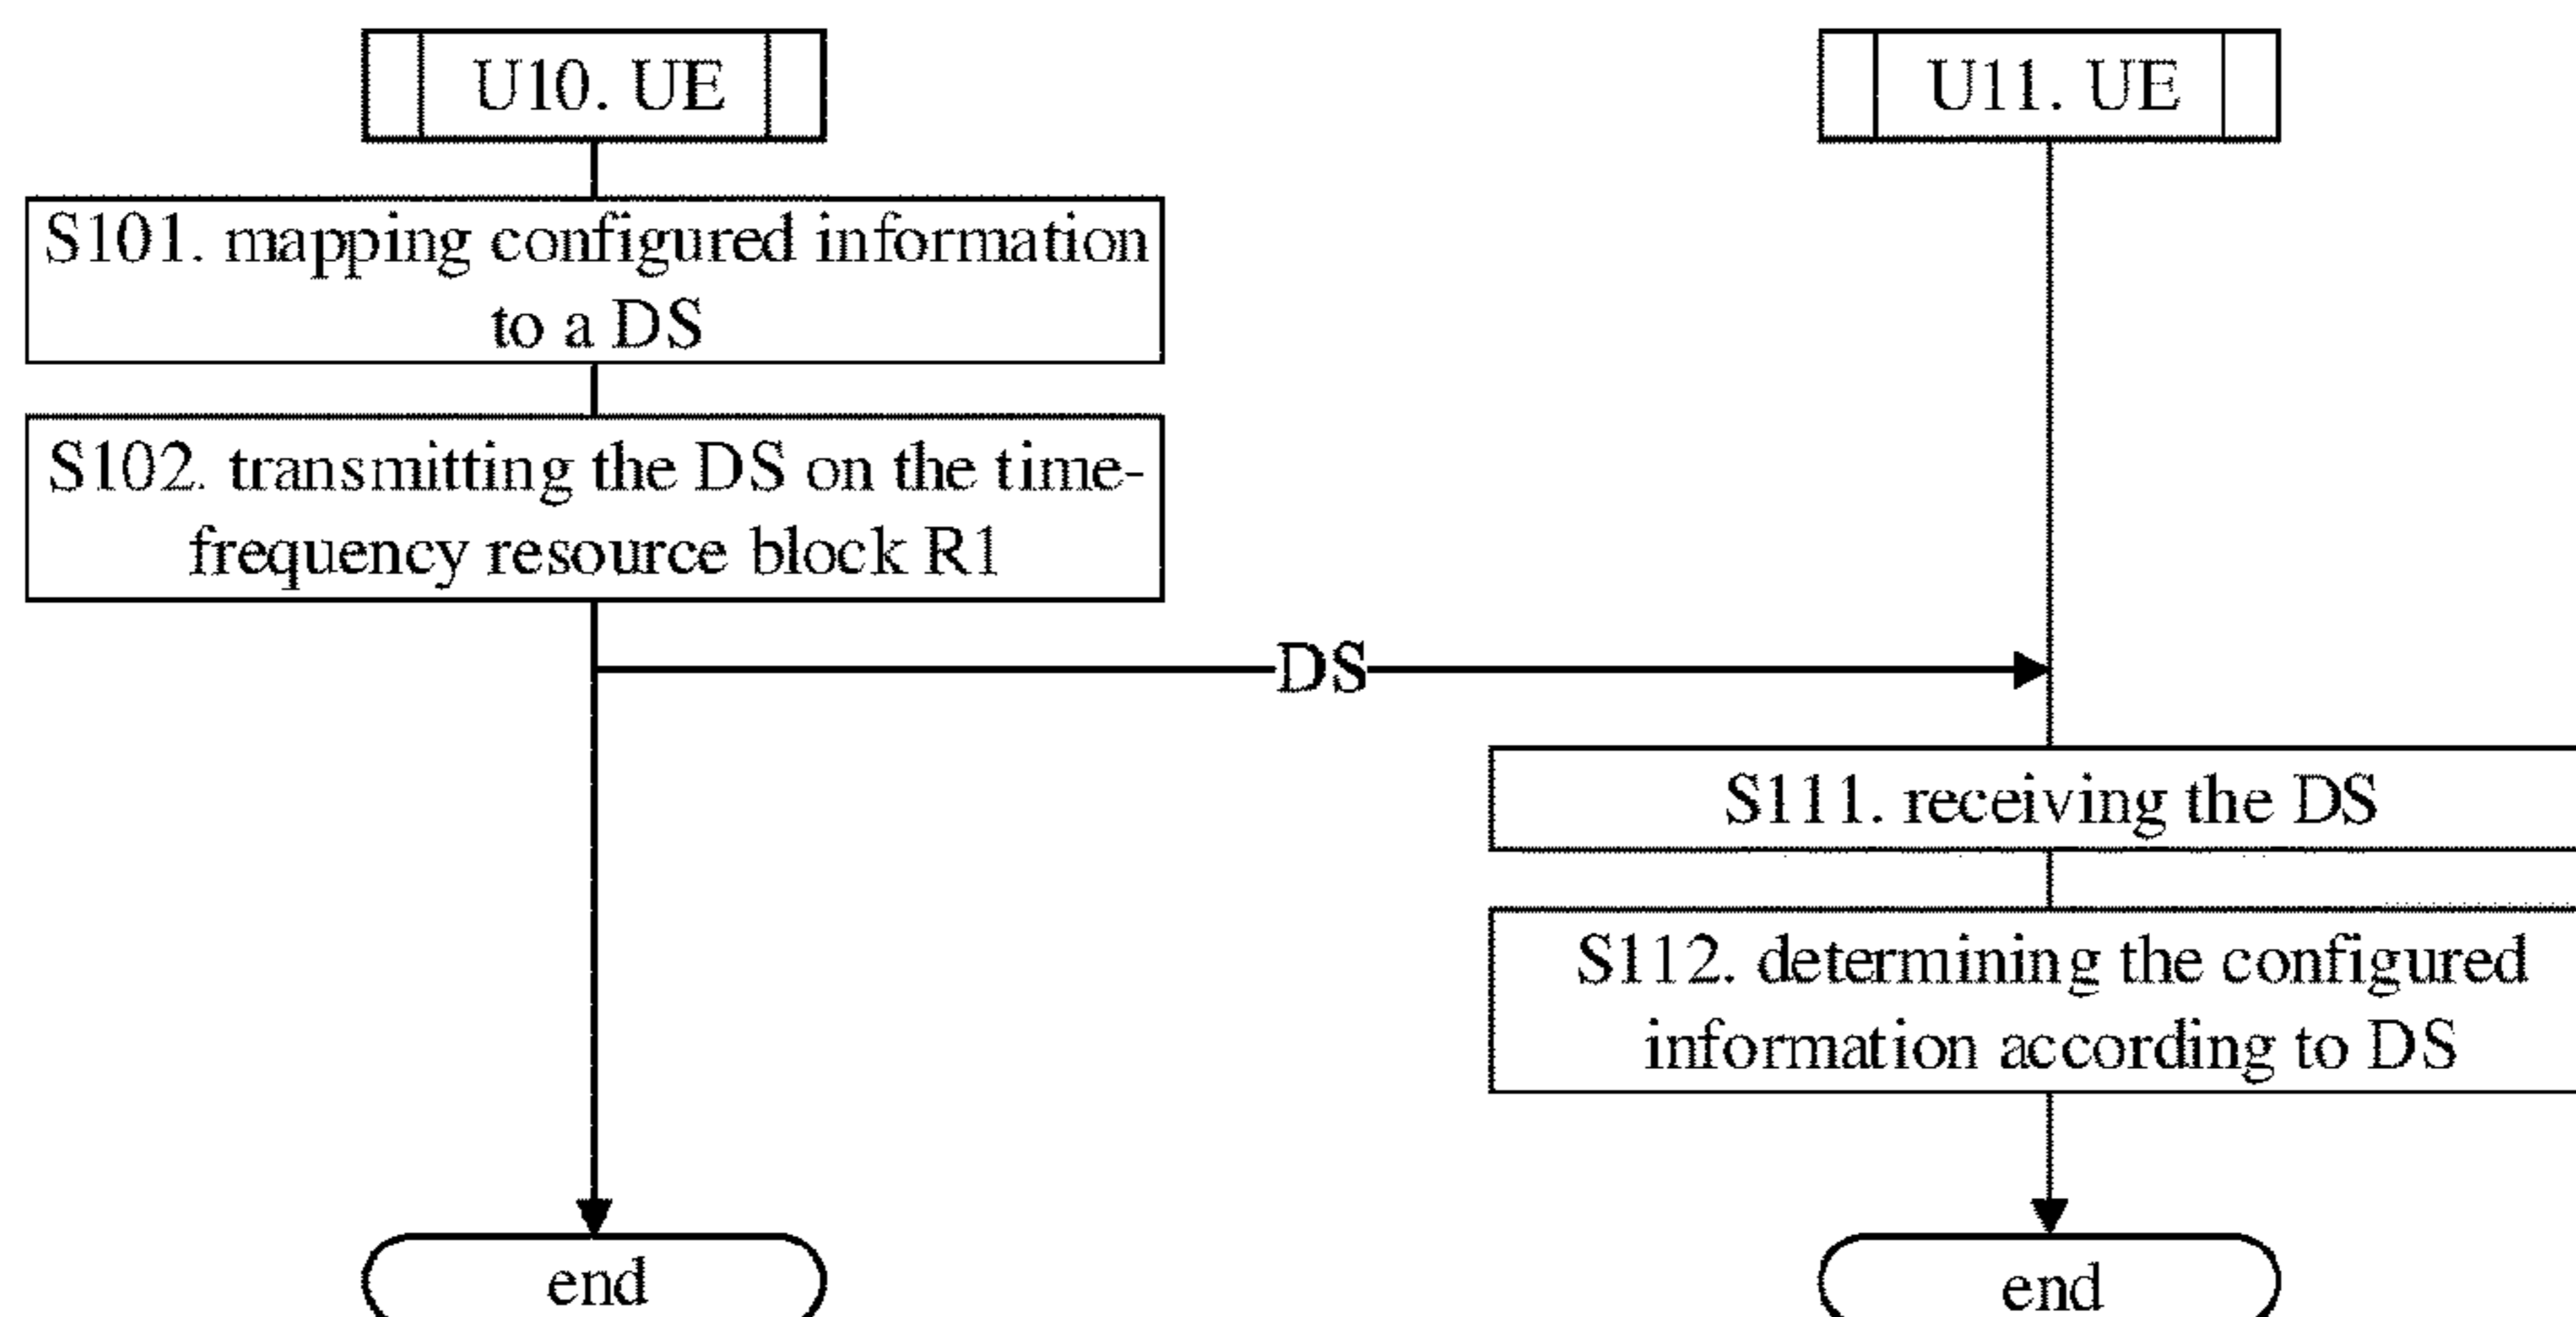 U10. UE
U11. UE
S101. mapping configured information
to a DS
S102. transmitting the DS on the time-
frequency resource block R1
DS
S111. receiving the DS
S112. determining the configured
information according to DS
end
end